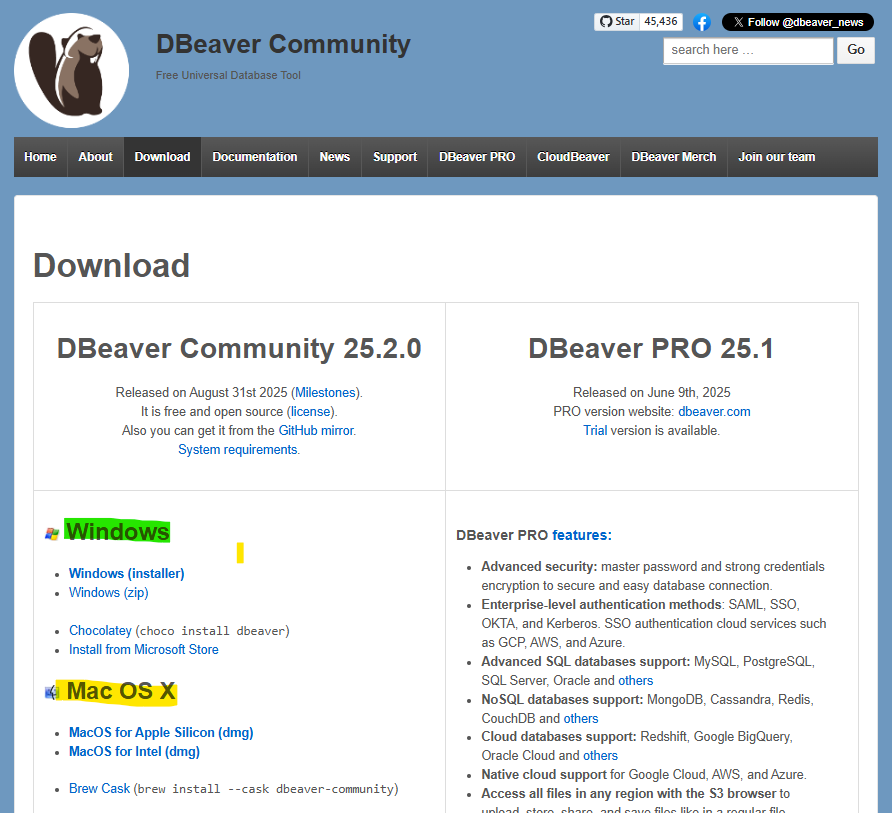 DBeaver Community
Free Universal Database Tool
Star 45,436
Follow @dbeaver_news
search here ...
Go
Home About Download Documentation News Support DBeaver PRO CloudBeaver DBeaver Merch Join our team
Download
DBeaver Community 25.2.0
Released on August 31st 2025 (Milestones).
It is free and open source (license).
Also you can get it from the GitHub mirror.
System requirements.
DBeaver PRO 25.1
Released on June 9th, 2025
PRO version website: dbeaver.com
Trial version is available.
Windows
Windows (installer)
Windows (zip)
Chocolatey (choco install dbeaver)
Install from Microsoft Store
Mac OS X
MacOS for Apple Silicon (dmg)
MacOS for Intel (dmg)
Brew Cask (brew install --cask dbeaver-community)
DBeaver PRO features:
Advanced security: master password and strong credentials
encryption to secure and easy database connection.
Enterprise-level authentication methods: SAML, SSO,
OKTA, and Kerberos. SSO authentication cloud services such
as GCP, AWS, and Azure.
Advanced SQL databases support: MySQL, PostgreSQL,
SQL Server, Oracle and others
NoSQL databases support: MongoDB, Cassandra, Redis,
CouchDB and others
Cloud databases support: Redshift, Google BigQuery,
Oracle Cloud and others
Native cloud support for Google Cloud, AWS, and Azure.
Access all files in any region with the S3 browser to
upload, store, share, and save files like in a regular file